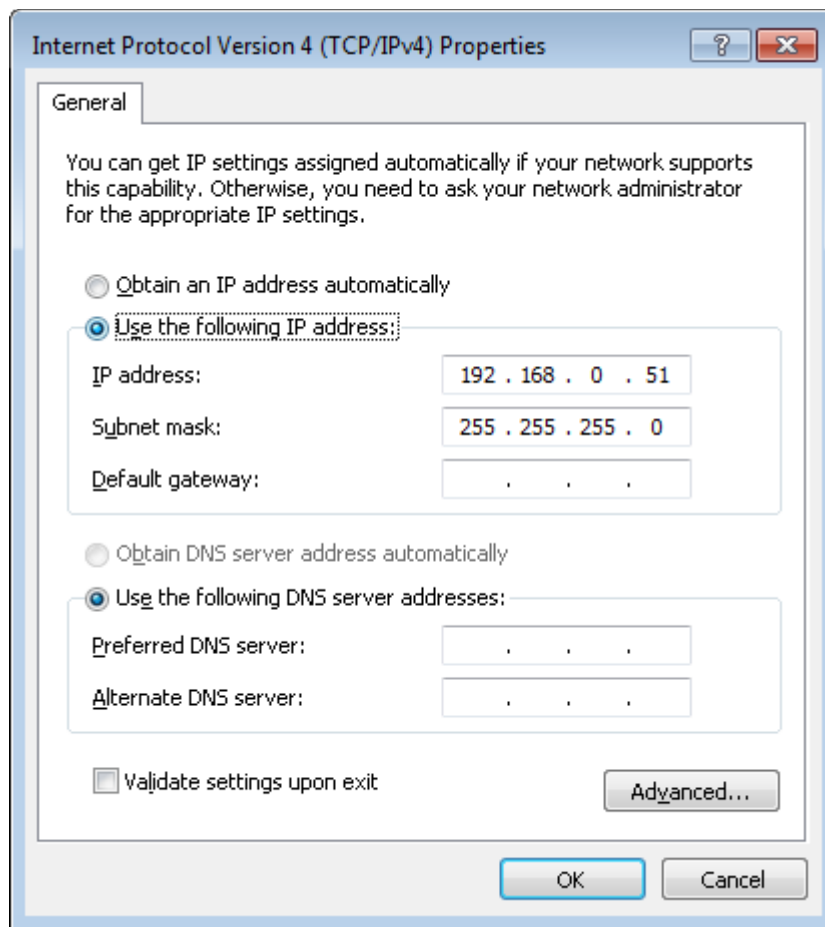 Internet Protocol Version 4 (TCP/IPv4) Properties
General
You can get IP settings assigned automatically if your network supports
this capability. Otherwise, you need to ask your network administrator
for the appropriate IP settings.
Obtain an IP address automatically
Use the following IP address:
IP address: 192 . 168 . 0 . 51
Subnet mask: 255 . 255 . 255 . 0
Default gateway: . . .
Obtain DNS server address automatically
Use the following DNS server addresses:
Preferred DNS server: . . .
Alternate DNS server: . . .
Validate settings upon exit
Advanced...
OK Cancel